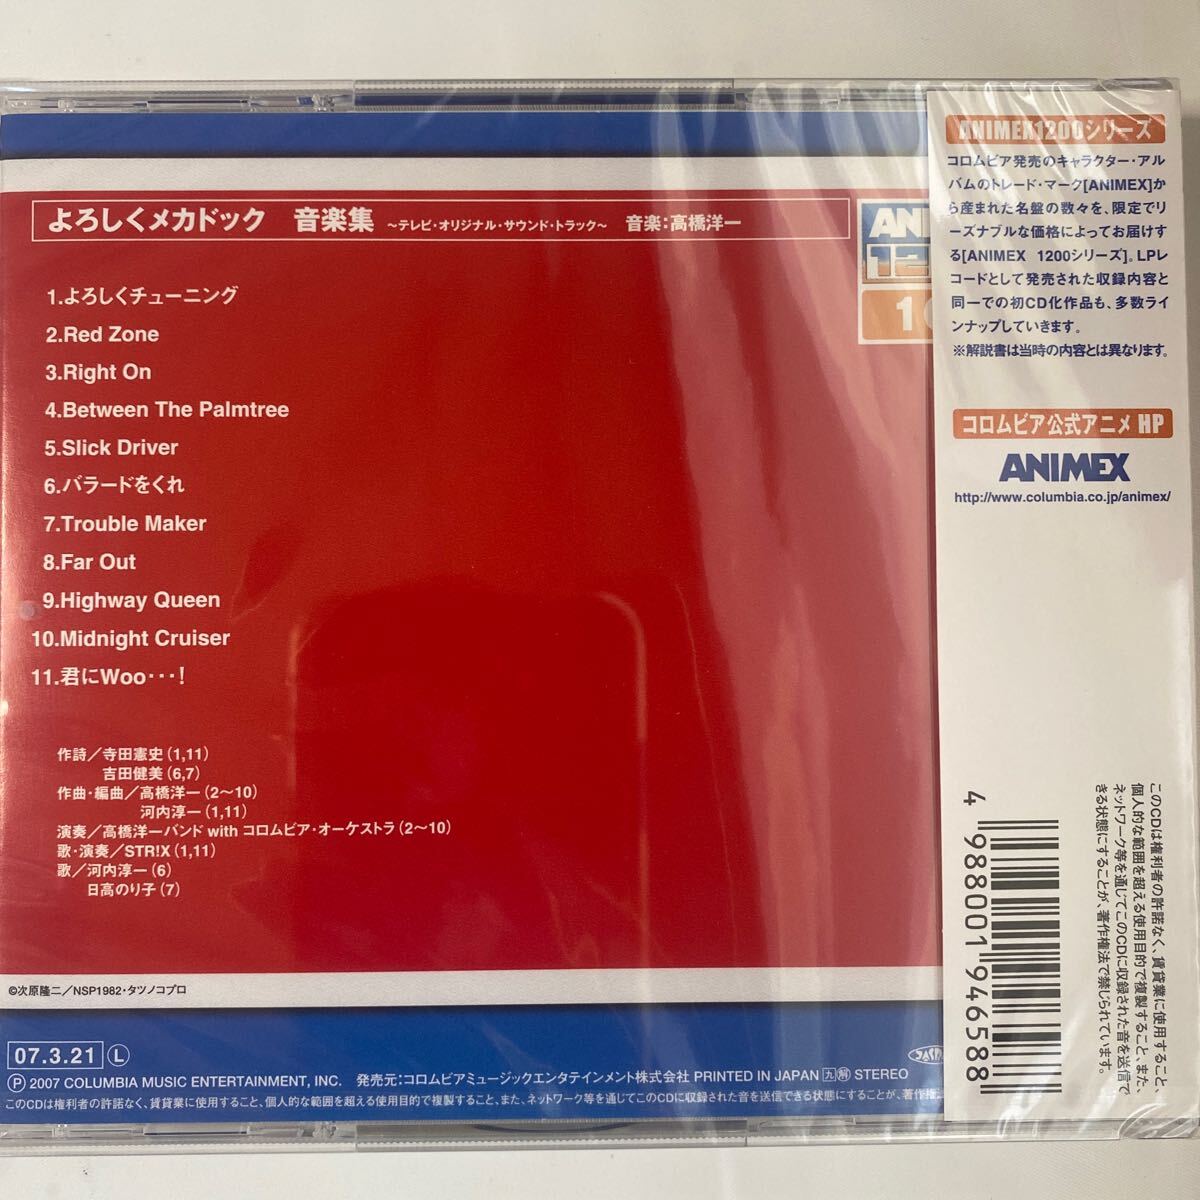 よろしくメカドック 音楽集 ～テレビ・オリジナル・サウンド・トラック～ 音楽:高橋洋一
1.よろしくチューニング
2.Red Zone
3.Right On
4.Between The Palmtree
5.Slick Driver
6.バラードをくれ
7.Trouble Maker
8.Far Out
9.Highway Queen
10.Midnight Cruiser
11.君にWoo・・・!
作詩／寺田憲史(1,11)
吉田健美(6,7)
作曲・編曲／高橋洋一(2～10)
河内淳一(1,11)
演奏／高橋洋一バンド with コロムビア・オーケストラ(2～10)
歌・演奏／STR!X(1,11)
歌／河内淳一(6)
日高のり子(7)
©次原隆二／NSP1982・タツノコプロ
07.3.21 L
Ⓟ 2007 COLUMBIA MUSIC ENTERTAINMENT, INC. 発売元:コロムビアミュージックエンタテインメント株式会社 PRINTED IN JAPAN STEREO
このCDは権利者の許諾なく、賃貸業に使用すること、個人的な範囲を超える使用目的で複製すること、また、ネットワーク等を通じてこのCDに収録された音を送信できる状態にすることが、著作権
ANIMEX1200シリーズ
コロムビア発売のキャラクター・アル
バムのトレード・マーク[ANIMEX]か
ら産まれた名盤の数々を、限定でリ
ーズナブルな価格によってお届けす
る[ANIMEX 1200シリーズ]。LPレ
コードとして発売された収録内容と
同一での初CD化作品も、多数ライ
ンナップしていきます。
※解説書は当時の内容とは異なります。
コロムビア公式アニメ HP
ANIMEX
http://www.columbia.co.jp/animex/
このCDは権利者の許諾なく、賃貸業に使用すること、
個人的な範囲を超える使用目的で複製すること、また、
ネットワーク等を通じてこのCDに収録された音を送信で
きる状態にすることが、著作権法で禁じられています。
4 988001 946588